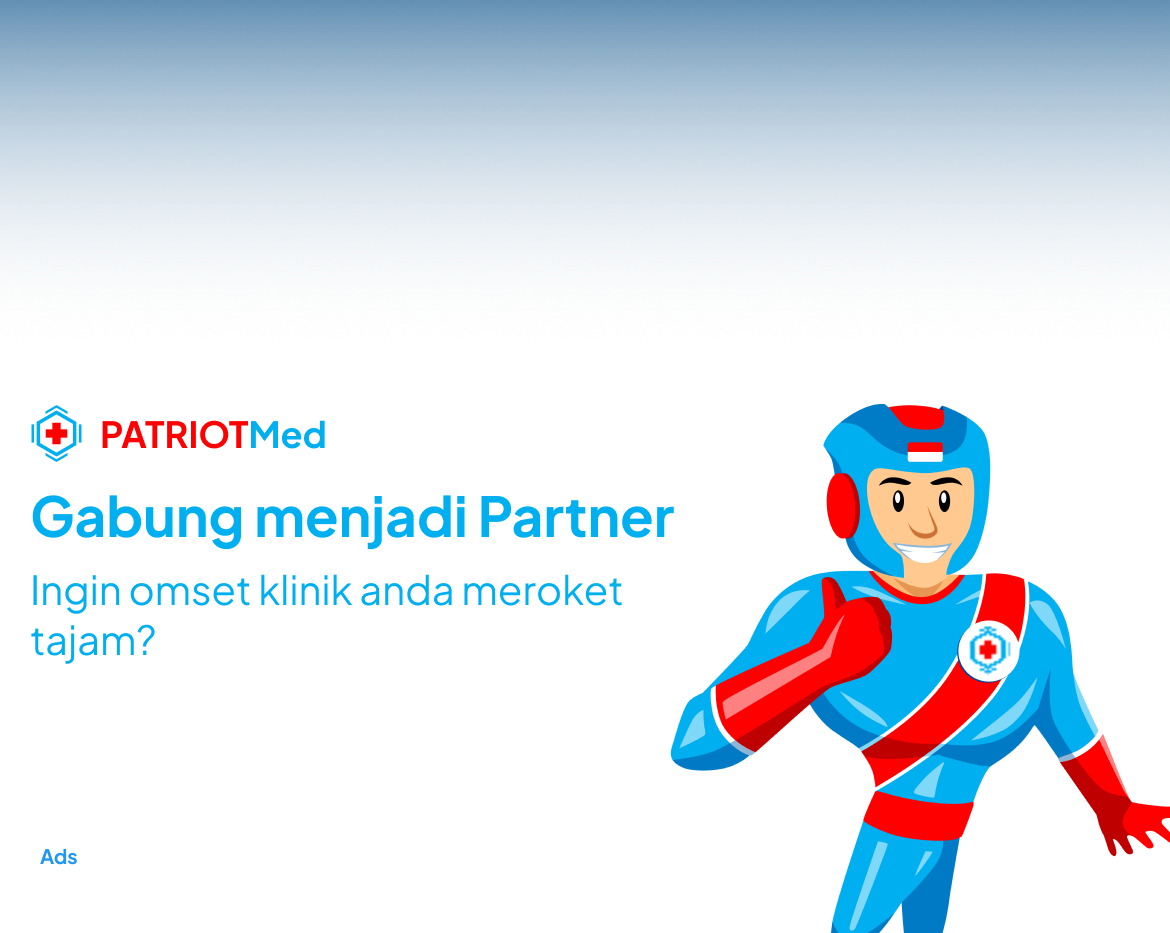 PATRIOTMed
Gabung menjadi Partner
Ingin omset klinik anda meroket
tajam?
Ads